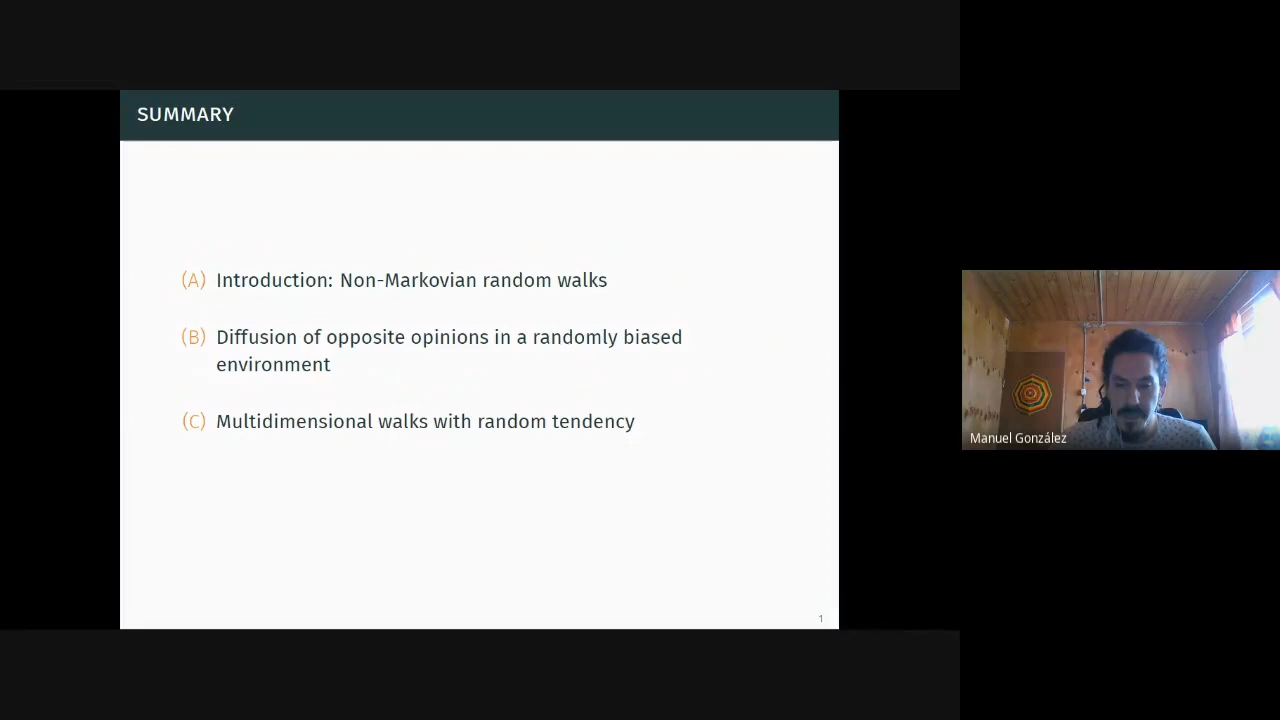 SUMMARY
(A) Introduction: Non-Markovian random walks
(B) Diffusion of opposite opinions in a randomly biased
environment
(C) Multidimensional walks with random tendency
1
Manuel González